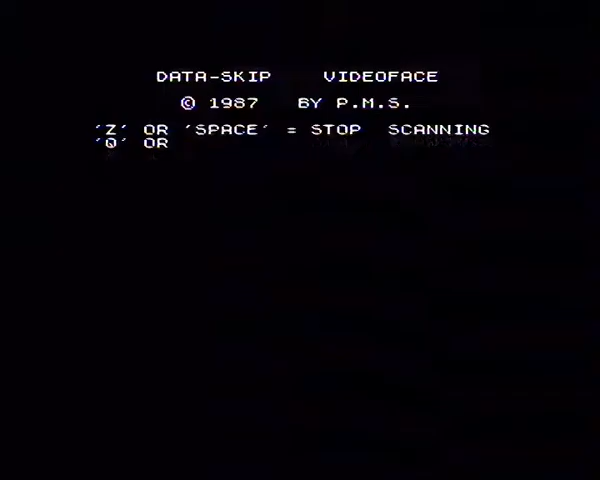 DATA-SKIP VIDEOFACE
© 1987 BY P.M.S.
'Z' OR 'SPACE' = STOP SCANNING
'Q' OR